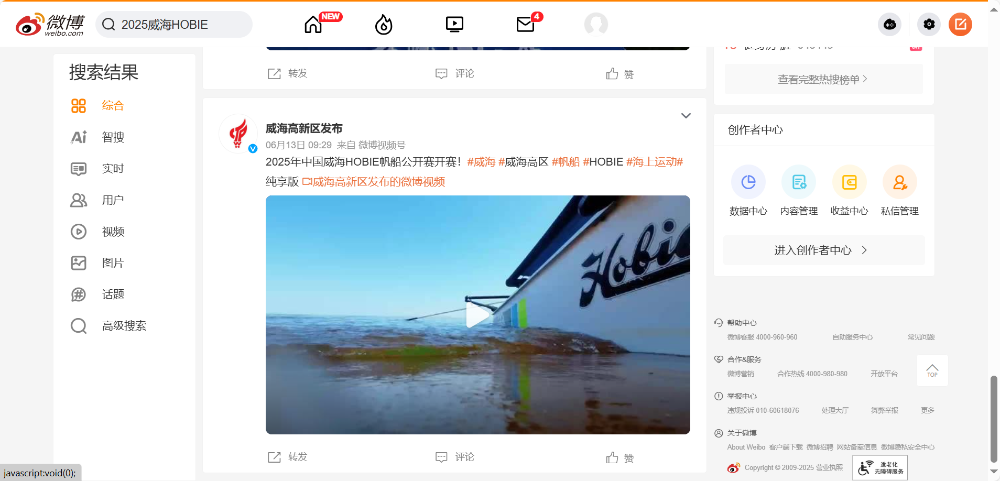 微博
weibo.com
2025威海HOBIE
NEW
4
搜索结果
综合
智搜
实时
用户
视频
图片
话题
高级搜索
转发
评论
赞
威海高新区发布
06月13日 09:29 来自 微博视频号
2025年中国威海HOBIE帆船公开赛开赛！#威海 #威海高区 #帆船 #HOBIE #海上运动#
纯享版 威海高新区发布的微博视频
Hobie
转发
评论
赞
查看完整热搜榜单
创作者中心
数据中心
内容管理
收益中心
私信管理
进入创作者中心
帮助中心
微博客服 4000-960-960 自助服务中心 常见问题
合作&服务
微博营销 合作热线 4000-980-980 开放平台
TOP
举报中心
违规投诉 010-60618076 处理大厅 舞弊举报 更多
关于微博
About Weibo 客户端下载 微博招聘 网站备案信息 微博隐私安全中心
Copyright © 2009-2025 营业执照
适老化
无障碍服务
javascript:void(0);